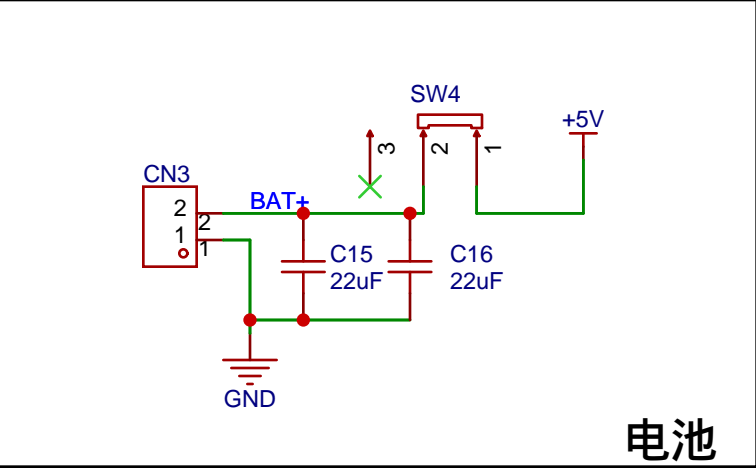 SW4
+5V
3
2
1
CN3
BAT+
2
2
1
1
C15
22uF
C16
22uF
GND
电池